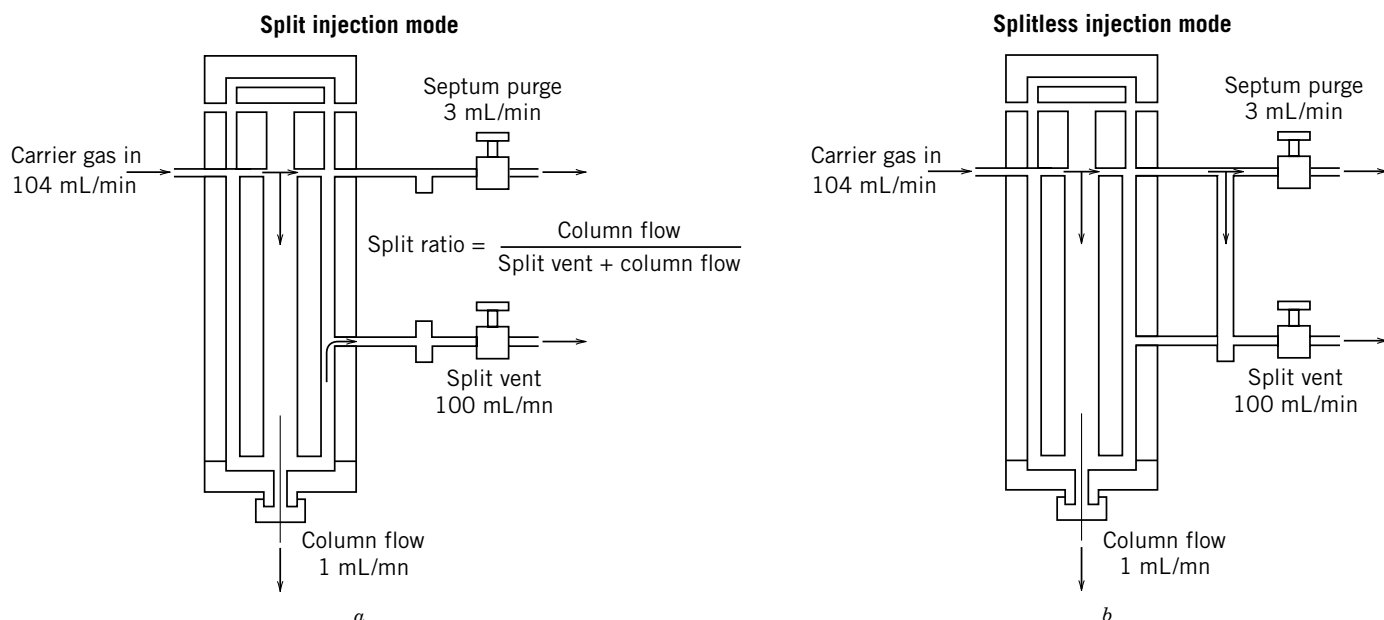 Split injection mode
Septum purge
3 mL/min
Carrier gas in
104 mL/min
Split ratio = Column flow
Split vent + column flow
Split vent
100 mL/mn
Column flow
1 mL/mn
a
Splitless injection mode
Septum purge
3 mL/min
Carrier gas in
104 mL/min
Split vent
100 mL/min
Column flow
1 mL/mn
b